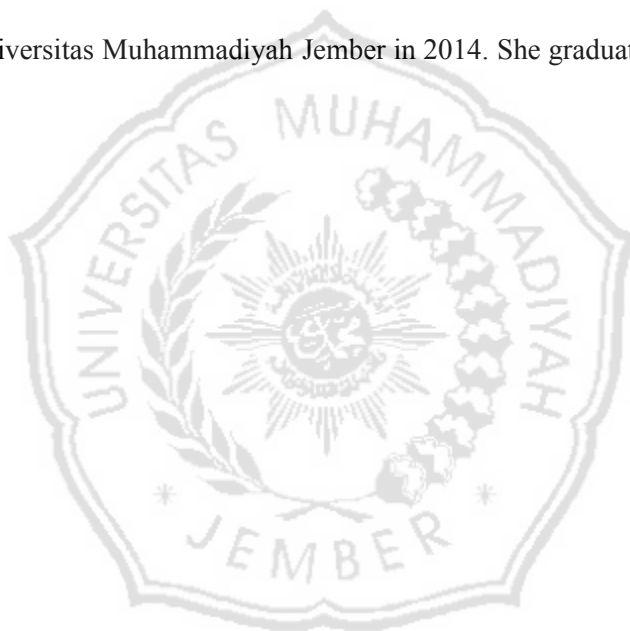 iversitas Muhammadiyah Jember in 2014. She graduat
UNIVERSITAS MUHAMMADIYAH
* JEMBER *